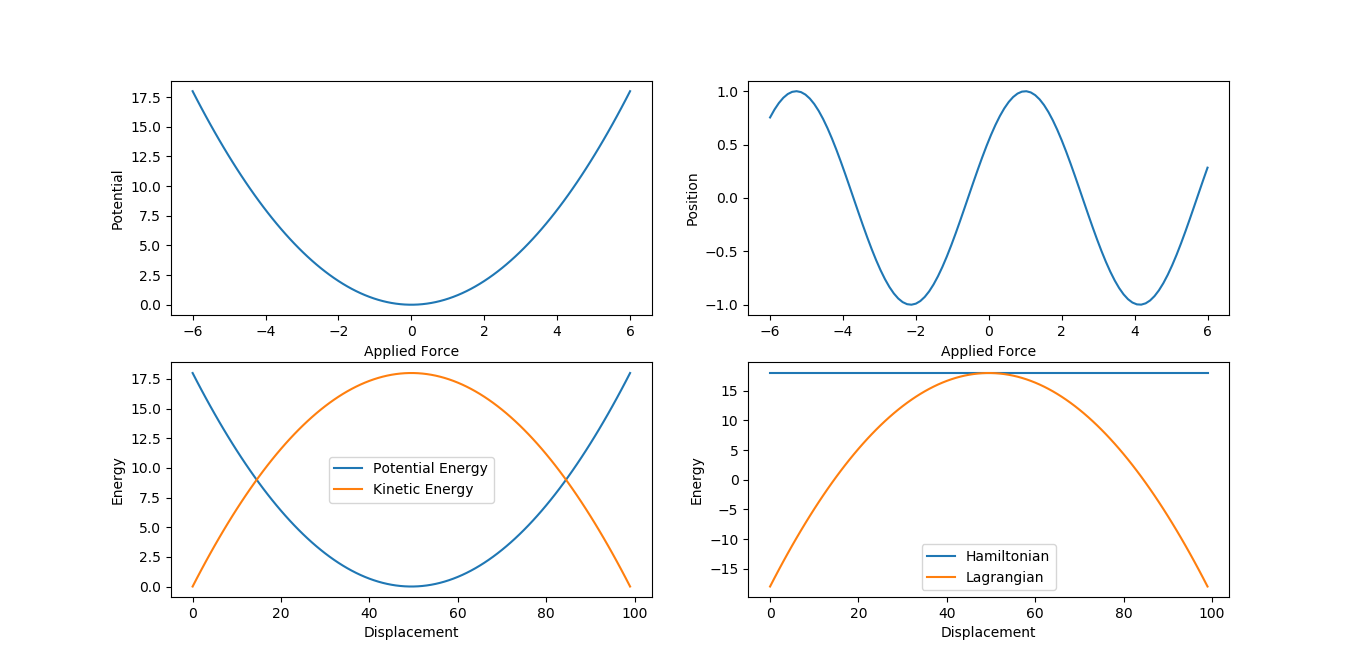 17.5
15.0
12.5
10.0
7.5
5.0
2.5
0.0
Potential
−6 −4 −2 0 2 4 6
Applied Force
1.0
0.5
0.0
−0.5
−1.0
Position
−6 −4 −2 0 2 4 6
Applied Force
17.5
15.0
12.5
10.0
7.5
5.0
2.5
0.0
Energy
Potential Energy
Kinetic Energy
0 20 40 60 80 100
Displacement
15
10
5
0
−5
−10
−15
Energy
Hamiltonian
Lagrangian
0 20 40 60 80 100
Displacement